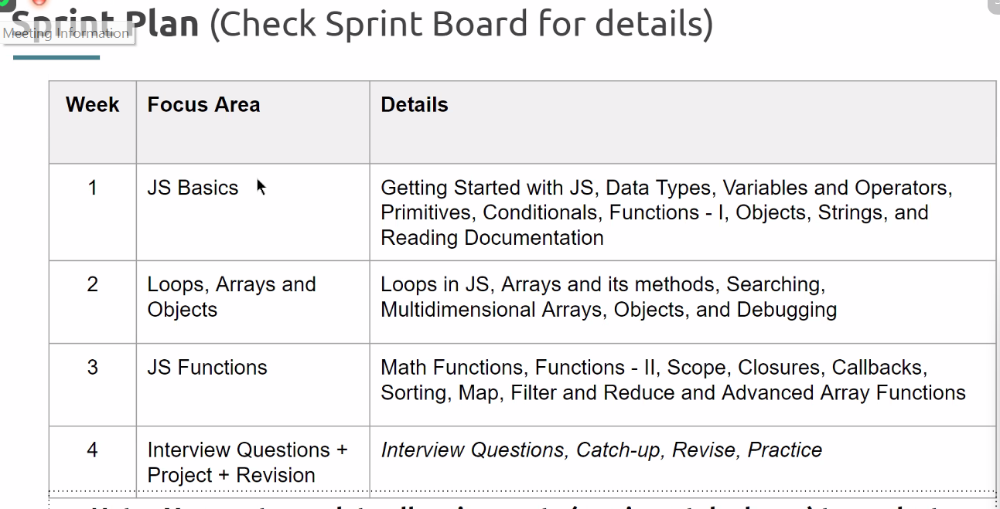 Sprint Plan (Check Sprint Board for details)
Meeting Information
Week
Focus Area
Details
1
JS Basics
Getting Started with JS, Data Types, Variables and Operators,
Primitives, Conditionals, Functions - I, Objects, Strings, and
Reading Documentation
2
Loops, Arrays and
Objects
Loops in JS, Arrays and its methods, Searching,
Multidimensional Arrays, Objects, and Debugging
3
JS Functions
Math Functions, Functions - II, Scope, Closures, Callbacks,
Sorting, Map, Filter and Reduce and Advanced Array Functions
4
Interview Questions +
Project + Revision
Interview Questions, Catch-up, Revise, Practice